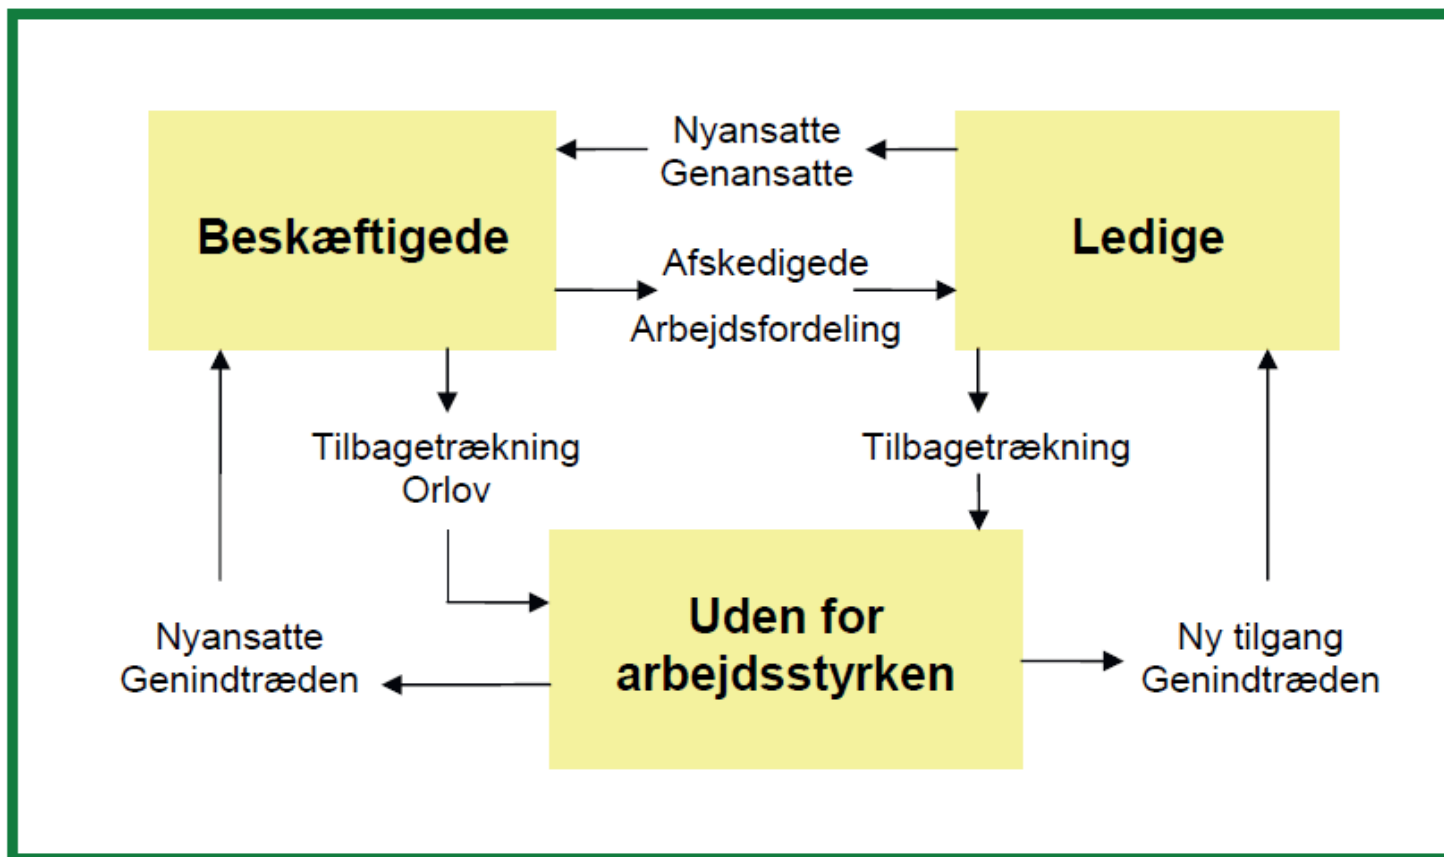 Nyansatte
Genansatte
Beskæftigede
Ledige
Afskedigede
Arbejdsfordeling
Tilbagetrækning
Orlov
Tilbagetrækning
Uden for
arbejdsstyrken
Nyansatte
Genindtræden
Ny tilgang
Genindtræden